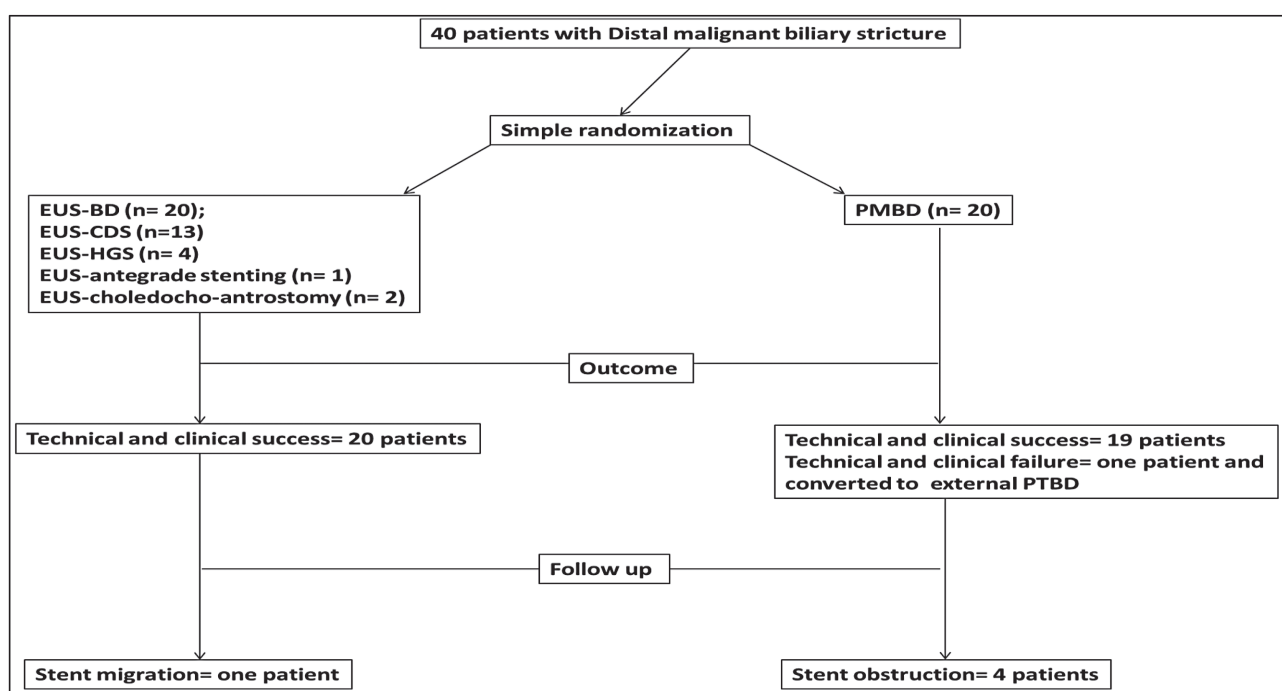 40 patients with Distal malignant biliary stricture
Simple randomization
EUS-BD (n= 20);
EUS-CDS (n=13)
EUS-HGS (n= 4)
EUS-antegrade stenting (n= 1)
EUS-choledocho-antrostomy (n= 2)
PMBD (n= 20)
Outcome
Technical and clinical success= 20 patients
Technical and clinical success= 19 patients
Technical and clinical failure= one patient and
converted to external PTBD
Follow up
Stent migration= one patient
Stent obstruction= 4 patients